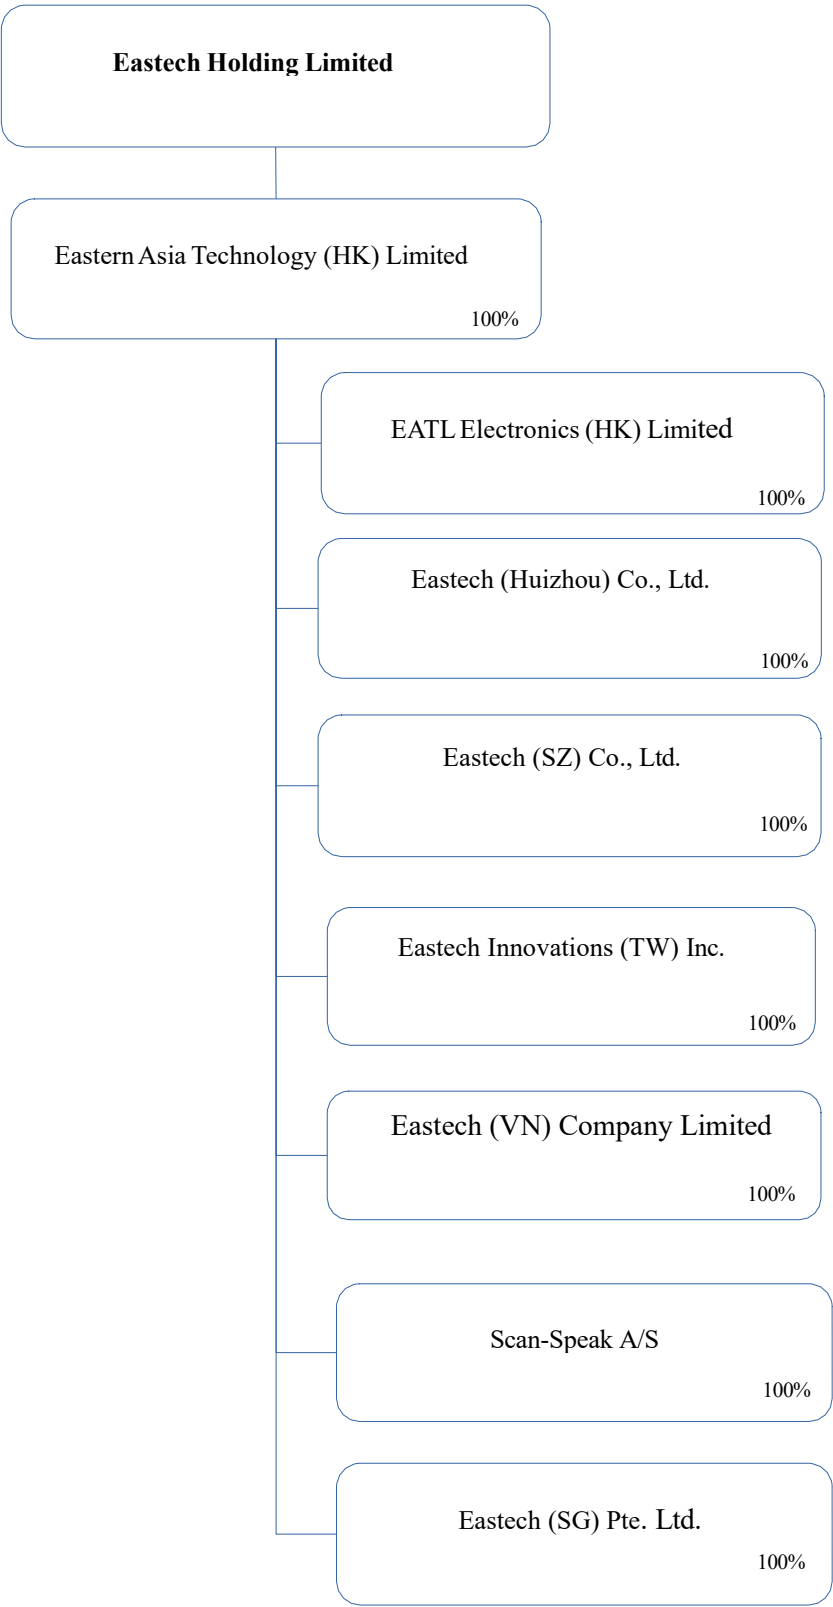 Eastech Holding Limited
Eastern Asia Technology (HK) Limited
100%
EATL Electronics (HK) Limited
100%
Eastech (Huizhou) Co., Ltd.
100%
Eastech (SZ) Co., Ltd.
100%
Eastech Innovations (TW) Inc.
100%
Eastech (VN) Company Limited
100%
Scan-Speak A/S
100%
Eastech (SG) Pte. Ltd.
100%